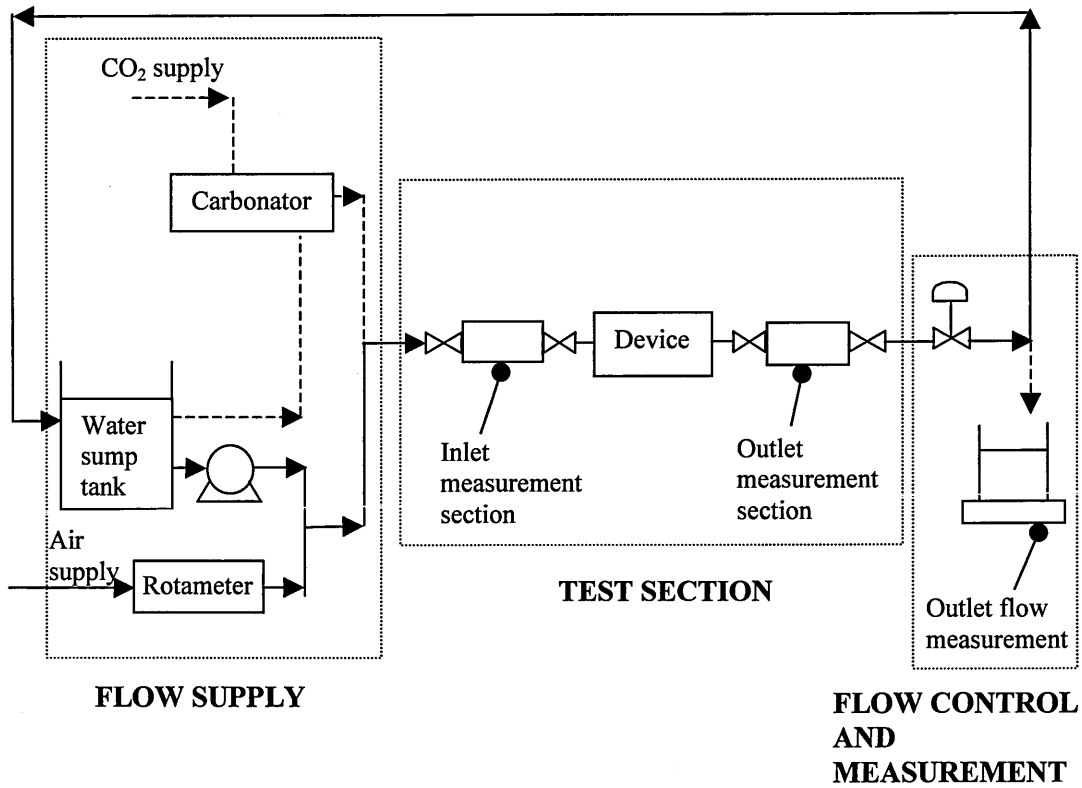 CO₂ supply
Carbonator
Water
sump
tank
Air
supply
Rotameter
FLOW SUPPLY
Device
Inlet
measurement
section
Outlet
measurement
section
TEST SECTION
Outlet flow
measurement
FLOW CONTROL
AND
MEASUREMENT